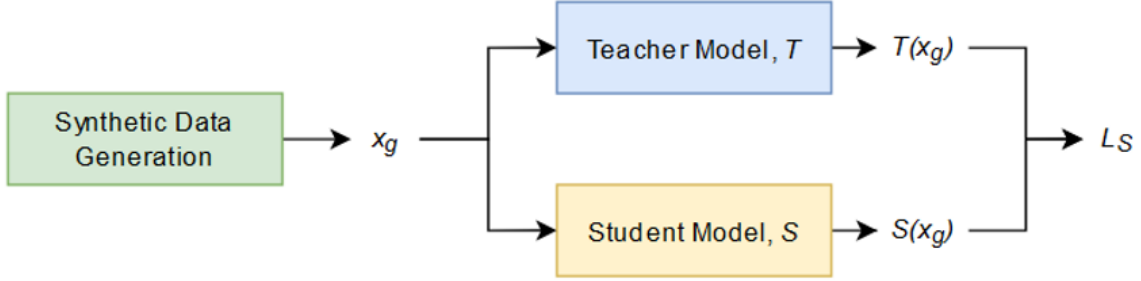 Synthetic Data
Generation
x_g
Teacher Model, T
T(x_g)
Student Model, S
S(x_g)
L_S